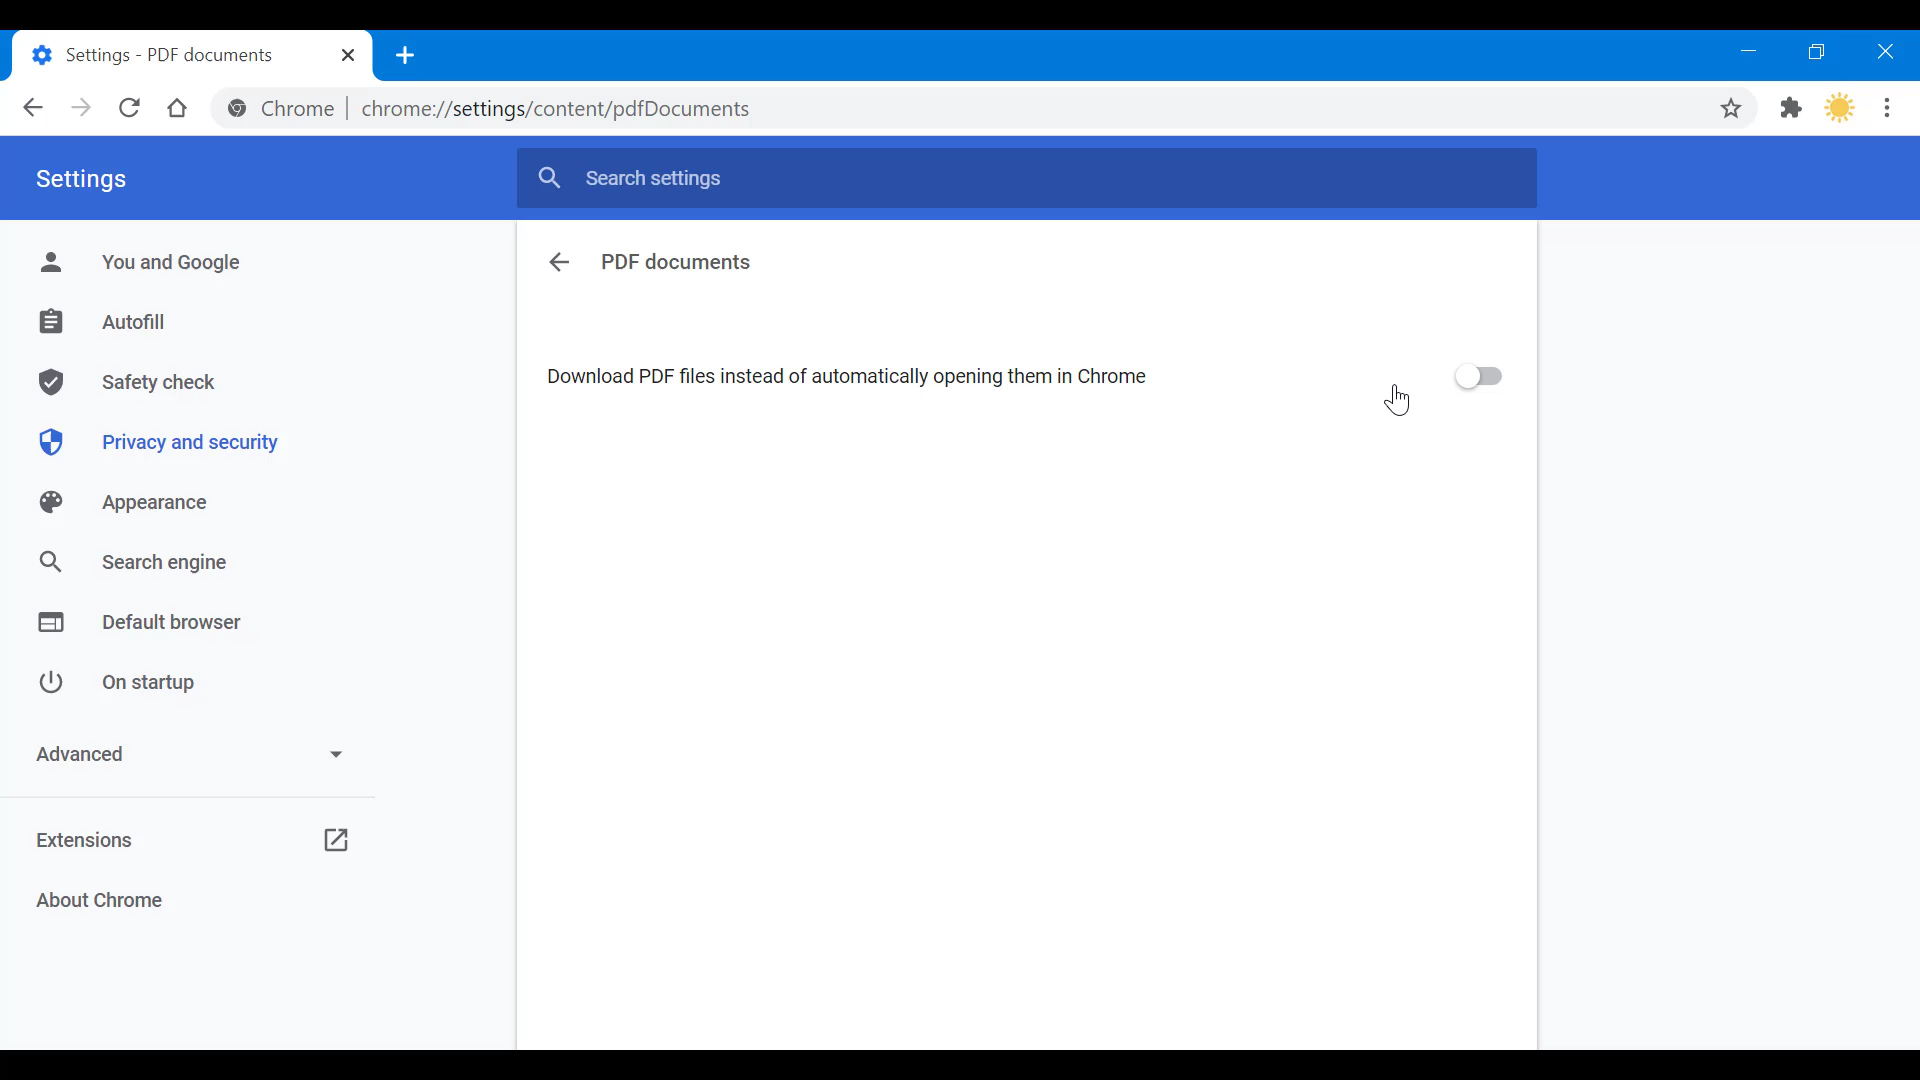 Settings - PDF documents
Chrome | chrome://settings/content/pdfDocuments
Settings
Search settings
You and Google
Autofill
Safety check
Privacy and security
Appearance
Search engine
Default browser
On startup
Advanced
Extensions
About Chrome
PDF documents
Download PDF files instead of automatically opening them in Chrome